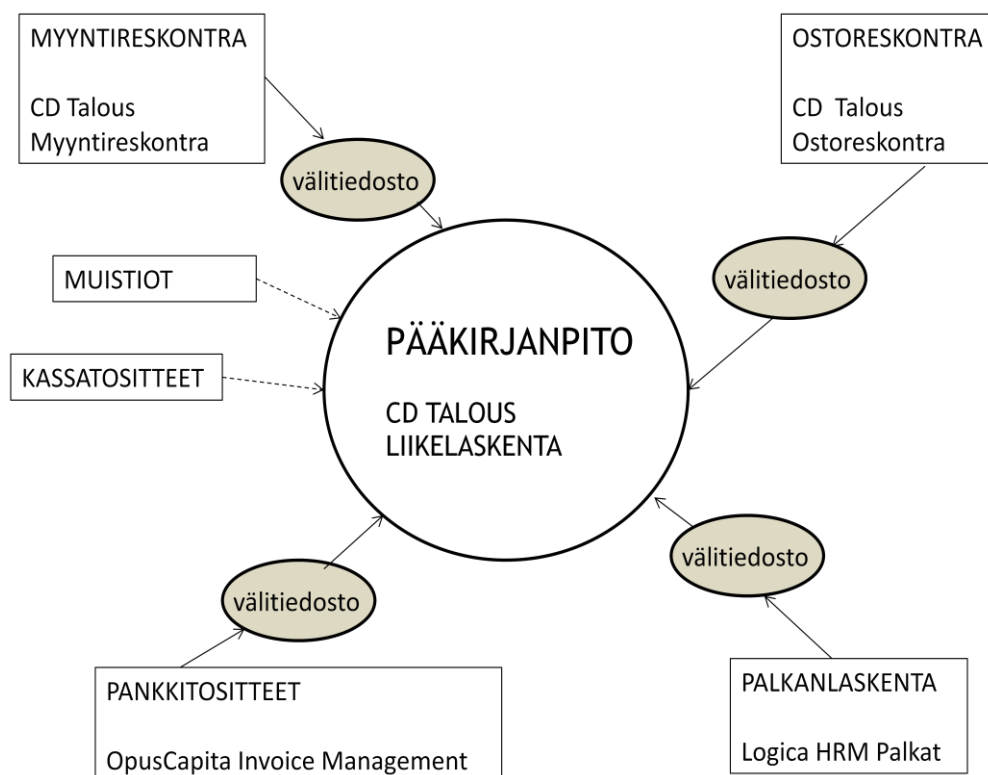 MYYNTIRESKONTRA
CD Talous
Myyntireskontra
OSTORESKONTRA
CD Talous
Ostoreskontra
välitiedosto
välitiedosto
MUISTIOT
KASSATOSITTEET
PÄÄKIRJANPITO
CD TALOUS
LIIKELASKENTA
välitiedosto
välitiedosto
PANKKITOSITTEET
OpusCapita Invoice Management
PALKANLASKENTA
Logica HRM Palkat